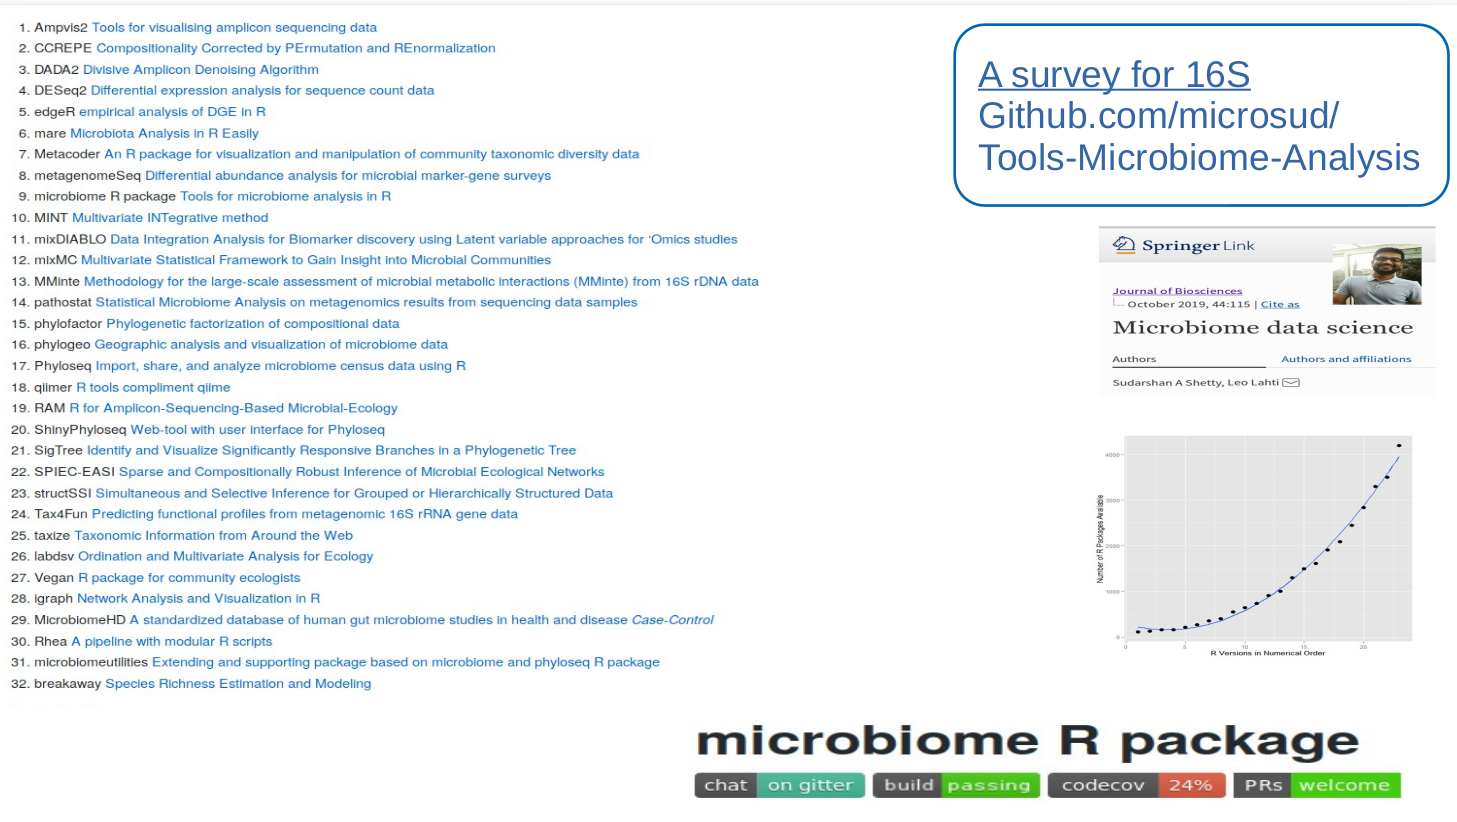 1. Ampvis2 Tools for visualising amplicon sequencing data
2. CCREPE Compositionality Corrected by PErmutation and REnormalization
3. DADA2 Divisive Amplicon Denoising Algorithm
4. DESeq2 Differential expression analysis for sequence count data
5. edgeR empirical analysis of DGE in R
6. mare Microbiota Analysis in R Easily
7. Metacoder An R package for visualization and manipulation of community taxonomic diversity data
8. metagenomeSeq Differential abundance analysis for microbial marker-gene surveys
9. microbiome R package Tools for microbiome analysis in R
10. MINT Multivariate INTegrative method
11. mixDIABLO Data Integration Analysis for Biomarker discovery using Latent variable approaches for ‘Omics studies
12. mixMC Multivariate Statistical Framework to Gain Insight into Microbial Communities
13. MMinte Methodology for the large-scale assessment of microbial metabolic interactions (MMinte) from 16S rDNA data
14. pathostat Statistical Microbiome Analysis on metagenomics results from sequencing data samples
15. phylofactor Phylogenetic factorization of compositional data
16. phylogeo Geographic analysis and visualization of microbiome data
17. Phyloseq Import, share, and analyze microbiome census data using R
18. qiimer R tools compliment qiime
19. RAM R for Amplicon-Sequencing-Based Microbial-Ecology
20. ShinyPhyloseq Web-tool with user interface for Phyloseq
21. SigTree Identify and Visualize Significantly Responsive Branches in a Phylogenetic Tree
22. SPIEC-EASI Sparse and Compositionally Robust Inference of Microbial Ecological Networks
23. structSSI Simultaneous and Selective Inference for Grouped or Hierarchically Structured Data
24. Tax4Fun Predicting functional profiles from metagenomic 16S rRNA gene data
25. taxize Taxonomic Information from Around the Web
26. labdsv Ordination and Multivariate Analysis for Ecology
27. Vegan R package for community ecologists
28. igraph Network Analysis and Visualization in R
29. MicrobiomeHD A standardized database of human gut microbiome studies in health and disease Case-Control
30. Rhea A pipeline with modular R scripts
31. microbiomeutilities Extending and supporting package based on microbiome and phyloseq R package
32. breakaway Species Richness Estimation and Modeling
A survey for 16S
Github.com/microsud/
Tools-Microbiome-Analysis
Springer Link
Journal of Biosciences
October 2019, 44:115 | Cite as
Microbiome data science
Authors Authors and affiliations
Sudarshan A Shetty, Leo Lahti
Number of R Packages Available
4000
3000
2000
1000
0
0 5 10 15 20
R Versions in Numerical Order
microbiome R package
chat on gitter build passing codecov 24% PRs welcome